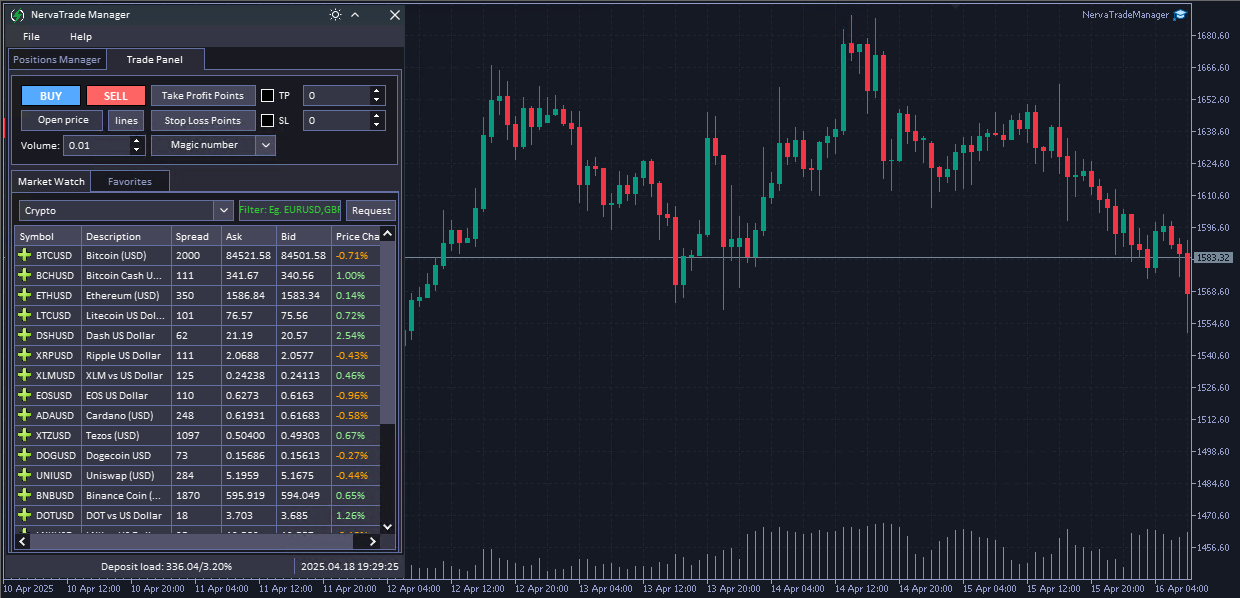 NervaTrade Manager
File Help
Positions Manager Trade Panel
BUY SELL Take Profit Points TP 0
Open price lines Stop Loss Points SL 0
Volume: 0.01 Magic number
Market Watch Favorites
Crypto Filter: Eg. EURUSD,GBF Request
Symbol Description Spread Ask Bid Price Cha
BTCUSD Bitcoin (USD) 2000 84521.58 84501.58 -0.71%
BCHUSD Bitcoin Cash U... 111 341.67 340.56 1.00%
ETHUSD Ethereum (USD) 350 1586.84 1583.34 0.14%
LTCUSD Litecoin US Dol... 101 76.57 75.56 0.72%
DSHUSD Dash US Dollar 62 21.19 20.57 2.54%
XRPUSD Ripple US Dollar 111 2.0688 2.0577 -0.43%
XLMUSD XLM vs US Dollar 125 0.24238 0.24113 0.46%
EOSUSD EOS US Dollar 110 0.6273 0.6163 -0.96%
ADAUSD Cardano (USD) 248 0.61931 0.61683 -0.58%
XTZUSD Tezos (USD) 1097 0.50400 0.49303 0.67%
DOGUSD Dogecoin USD 73 0.15686 0.15613 -0.27%
UNIUSD Uniswap (USD) 284 5.1959 5.1675 -0.44%
BNBUSD Binance Coin (... 1870 595.919 594.049 0.65%
DOTUSD DOT vs US Dollar 18 3.703 3.685 1.26%
Deposit load: 336.04/3.20% 2025.04.18 19:29:25
NervaTradeManager
1680.60
1666.60
1652.60
1638.60
1624.60
1610.60
1596.60
1583.32
1568.60
1554.60
1540.60
1526.60
1512.60
1498.60
1484.60
1470.60
1456.60
10 Apr 2025 10 Apr 12:00 10 Apr 20:00 11 Apr 04:00 11 Apr 12:00 11 Apr 20:00 12 Apr 04:00 12 Apr 12:00 12 Apr 20:00 13 Apr 04:00 13 Apr 12:00 13 Apr 20:00 14 Apr 04:00 14 Apr 12:00 14 Apr 20:00 15 Apr 04:00 15 Apr 12:00 15 Apr 20:00 16 Apr 04:00